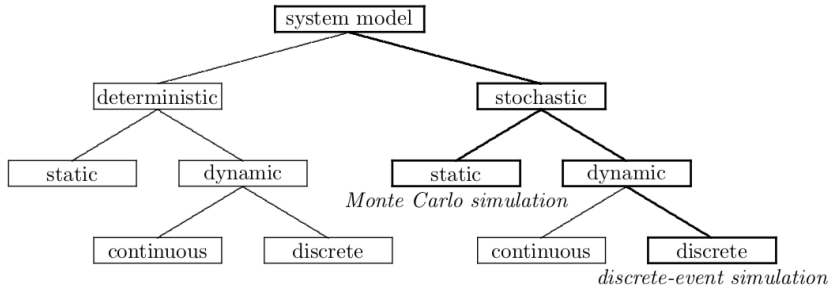 system model
deterministic
stochastic
static
dynamic
static
dynamic
Monte Carlo simulation
continuous
discrete
continuous
discrete
discrete-event simulation